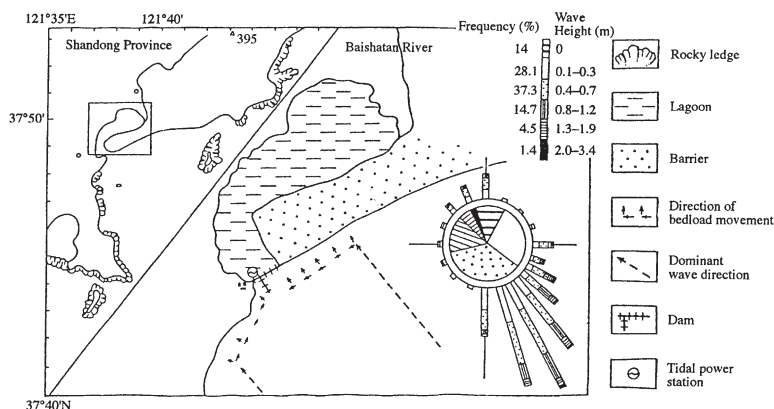 121°35'E 121°40'
Shandong Province
395
Baishatan River
37°50'
37°40'N
Frequency (%) Wave Height (m)
14 0
28.1 0.1–0.3
37.3 0.4–0.7
14.7 0.8–1.2
4.5 1.3–1.9
1.4 2.0–3.4
Rocky ledge
Lagoon
Barrier
Direction of
bedload movement
Dominant
wave direction
Dam
Tidal power
station